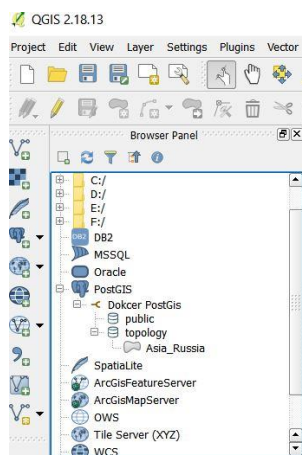 QGIS 2.18.13
Project Edit View Layer Settings Plugins Vector
Browser Panel
C:/
D:/
E:/
F:/
DB2 DB2
MSSQL
Oracle
PostGIS
Dokcer PostGis
public
topology
Asia_Russia
SpatiaLite
ArcGisFeatureServer
ArcGisMapServer
OWS
Tile Server (XYZ)
WCS